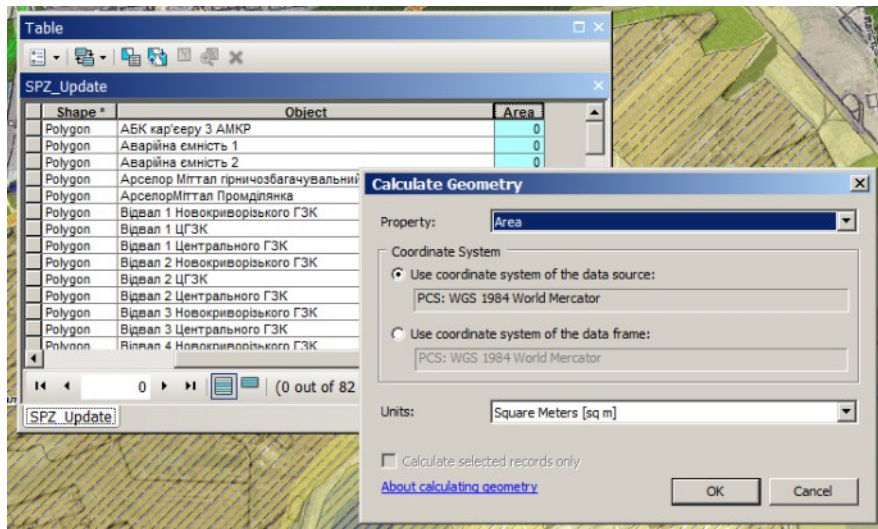 Table
SPZ_Update
Shape * Object Area
Polygon АБК кар'єеру 3 АМКР 0
Polygon Аварійна ємність 1 0
Polygon Аварійна ємність 2 0
Polygon Арселор Міттал гірничозбагачувальний
Polygon АрселорМіттал Промділянка
Polygon Відвал 1 Новокриворізького ГЗК
Polygon Відвал 1 ЦГЗК
Polygon Відвал 1 Центрального ГЗК
Polygon Відвал 2 Новокриворізького ГЗК
Polygon Відвал 2 ЦГЗК
Polygon Відвал 2 Центрального ГЗК
Polygon Відвал 3 Новокриворізького ГЗК
Polygon Відвал 3 Центрального ГЗК
Polygon Відвал 4 Новокриворізького ГЗК
0 (0 out of 82
SPZ_Update
Calculate Geometry
Property: Area
Coordinate System
Use coordinate system of the data source:
PCS: WGS 1984 World Mercator
Use coordinate system of the data frame:
PCS: WGS 1984 World Mercator
Units: Square Meters [sq m]
Calculate selected records only
About calculating geometry
OK Cancel